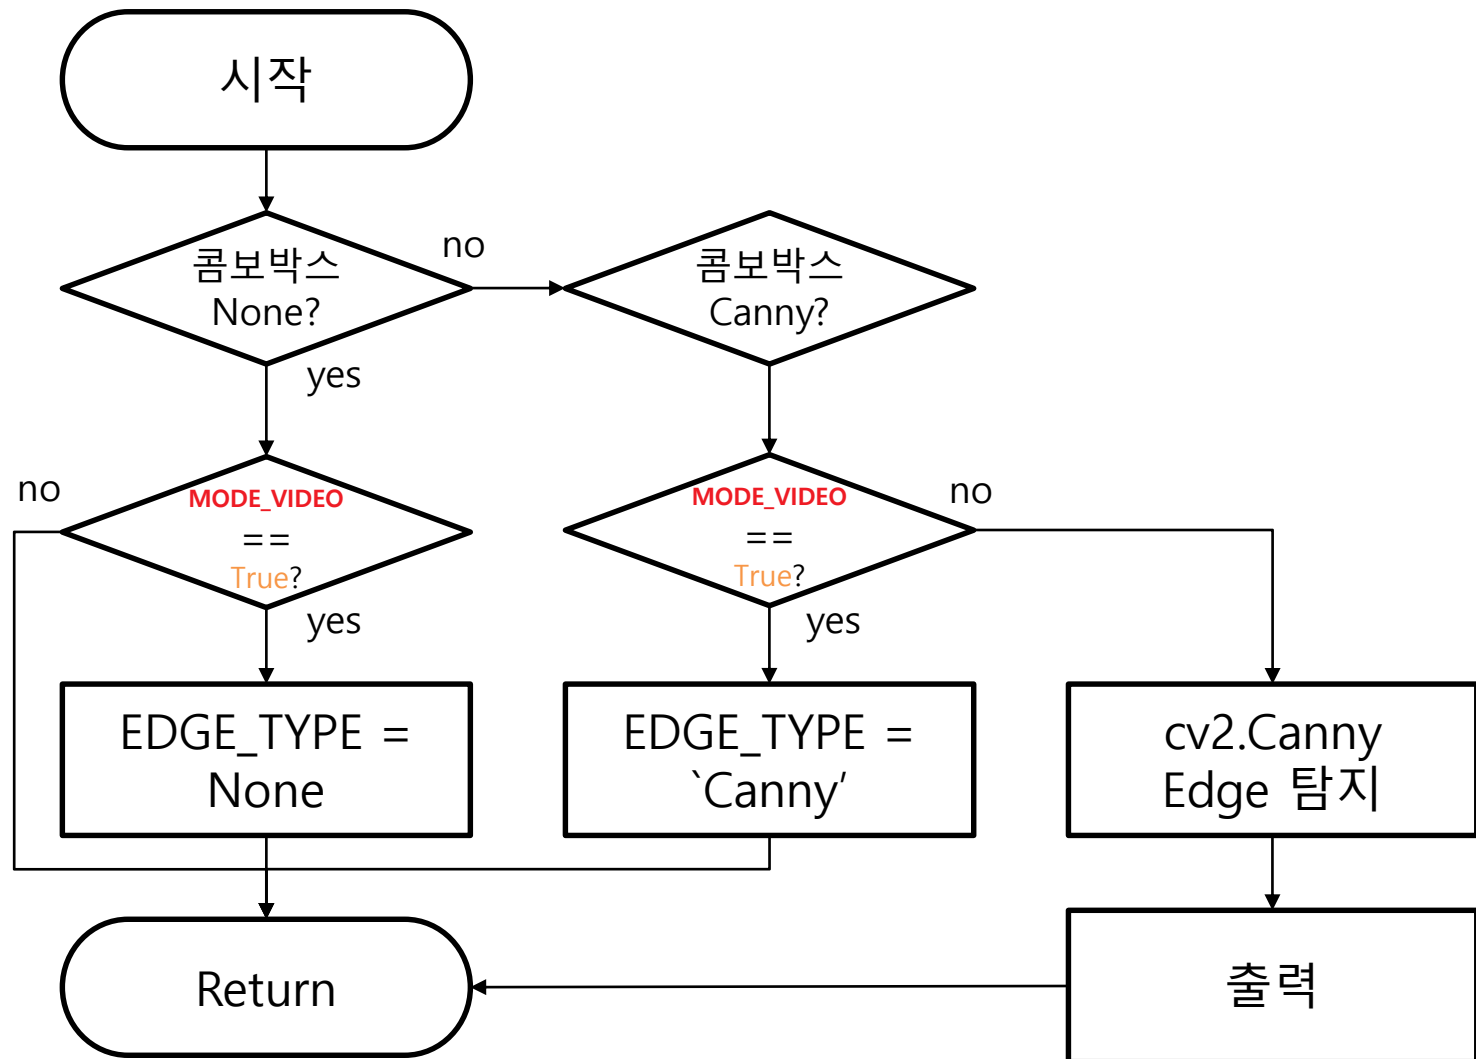 시작
콤보박스
None?
no
콤보박스
Canny?
yes
no
MODE_VIDEO
==
True?
MODE_VIDEO
==
True?
no
yes
yes
EDGE_TYPE =
None
EDGE_TYPE =
`Canny’
cv2.Canny
Edge 탐지
Return
출력